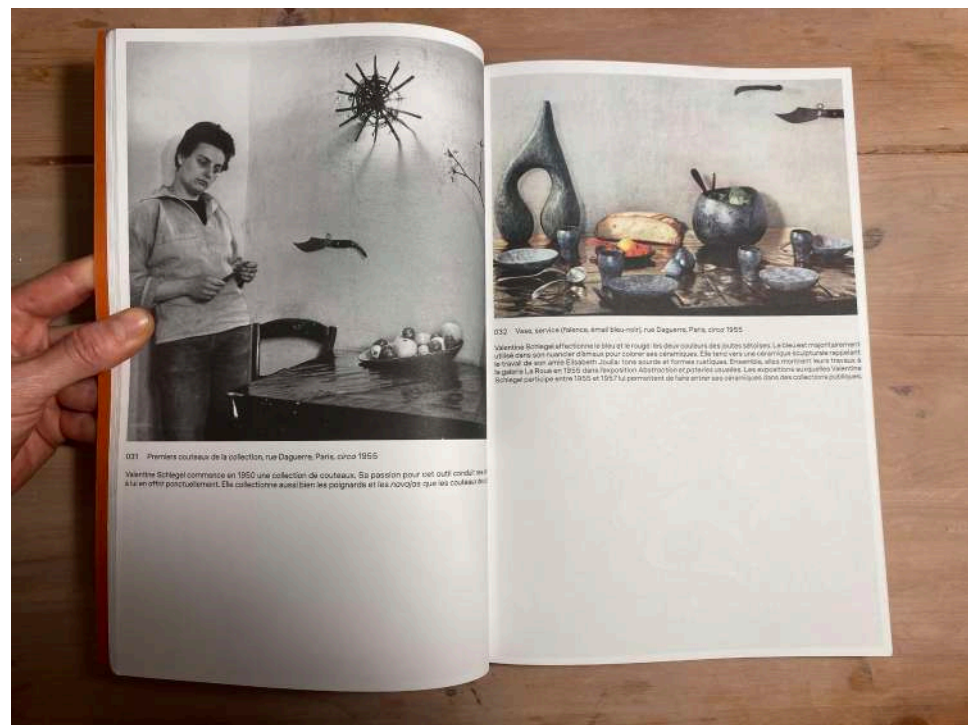 031 Premiers couteaux de la collection, rue Daguerre, Paris, circa 1955
Valentine Schlegel commence en 1950 une collection de couteaux. Sa passion pour cet outil conduit
à lui en offrir ponctuellement. Elle collectionne aussi bien les poignards et les navajas que les couteaux
032 Vase, service (faïence, émail bleu-noir), rue Daguerre, Paris, circa 1955
Valentine Schlegel affectionne le bleu et le rouge: les deux couleurs des joutes sétoises. Le bleu est majoritairement
utilisé dans son nuancier d'émaux pour colorer ses céramiques. Elle tend vers une céramique sculpturale rappelant
le travail de son amie Elisabeth Joulia: tons sourds et formes rustiques. Ensemble, elles montrent leurs travaux à
la galerie La Roue en 1955 dans l'exposition Abstraction et poteries usuelles. Les expositions auxquelles Valentine
Schlegel participe entre 1955 et 1957 lui permettent de faire entrer ses céramiques dans des collections publiques.